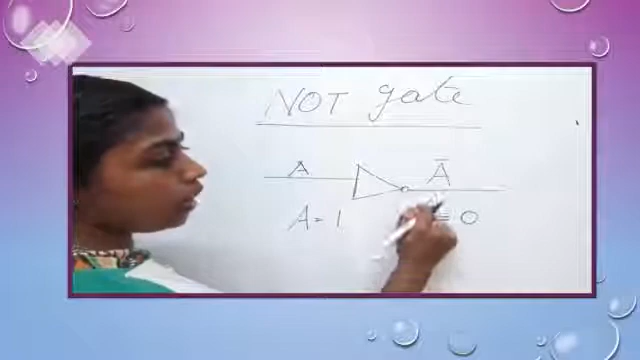 NOT gate
A Ā
A = 1 = 0